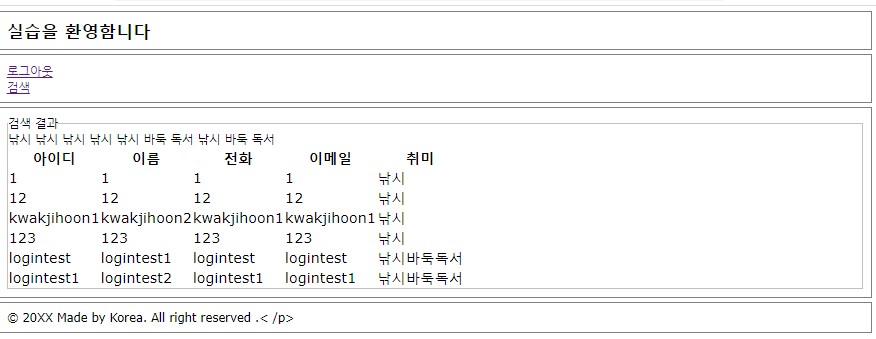 실습을 환영합니다
로그아웃
검색
검색 결과
낚시 낚시 낚시 낚시 낚시 바둑 독서 낚시 바둑 독서
아이디 이름 전화 이메일 취미
1 1 1 1 낚시
12 12 12 12 낚시
kwakjihoon1 kwakjihoon2 kwakjihoon1 kwakjihoon1 낚시
123 123 123 123 낚시
logintest logintest1 logintest logintest 낚시바둑독서
logintest1 logintest2 logintest1 logintest1 낚시바둑독서
© 20XX Made by Korea. All right reserved .< /p>